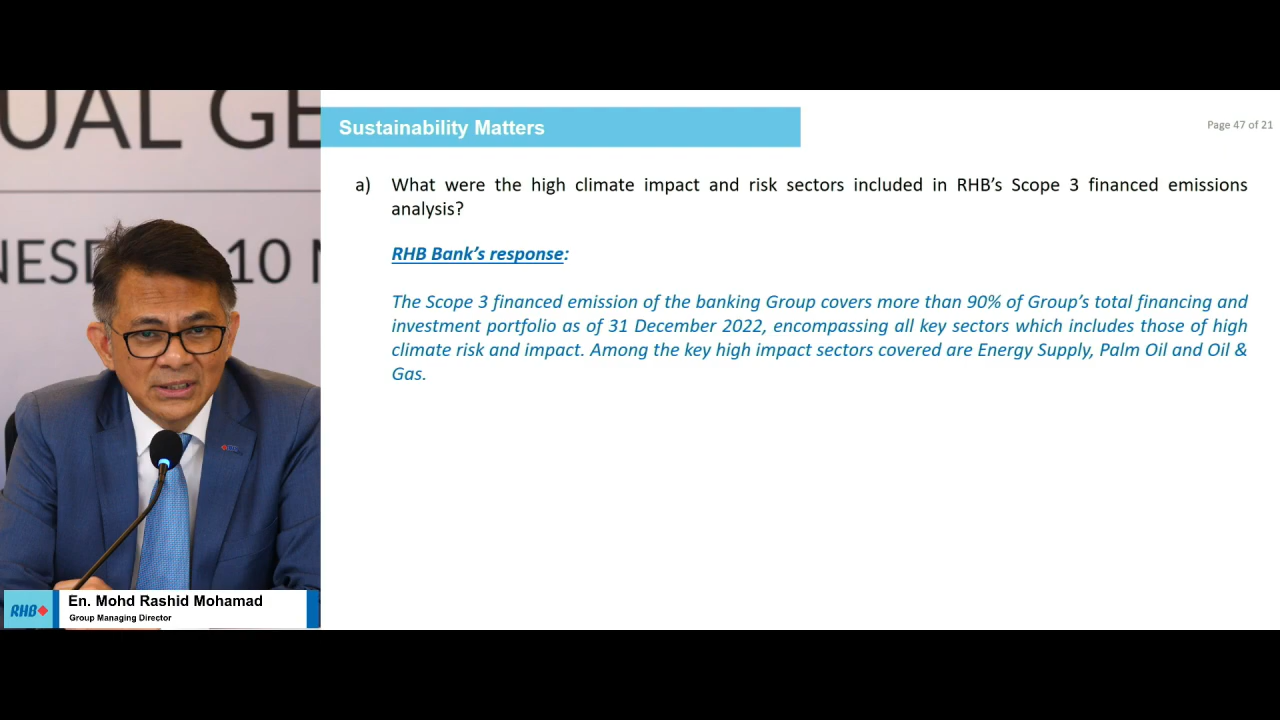 UAL GE
NESD
10
Sustainability Matters
Page 47 of 21
a) What were the high climate impact and risk sectors included in RHB's Scope 3 financed emissions
analysis?
RHB Bank's response:
The Scope 3 financed emission of the banking Group covers more than 90% of Group's total financing and
investment portfolio as of 31 December 2022, encompassing all key sectors which includes those of high
climate risk and impact. Among the key high impact sectors covered are Energy Supply, Palm Oil and Oil &
Gas.
RHB
En. Mohd Rashid Mohamad
Group Managing Director